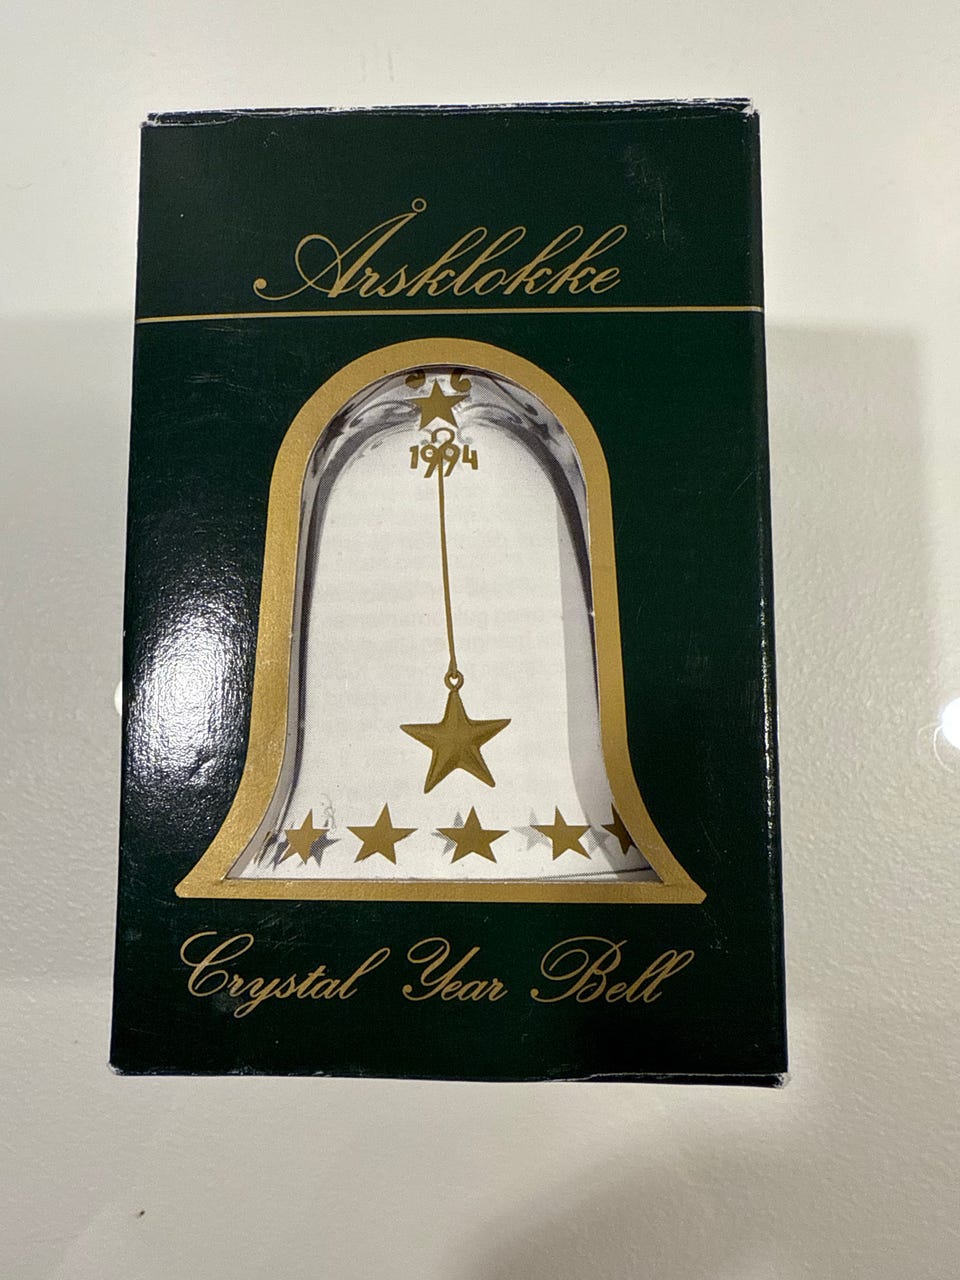 Årsklokke
1994
Crystal Year Bell